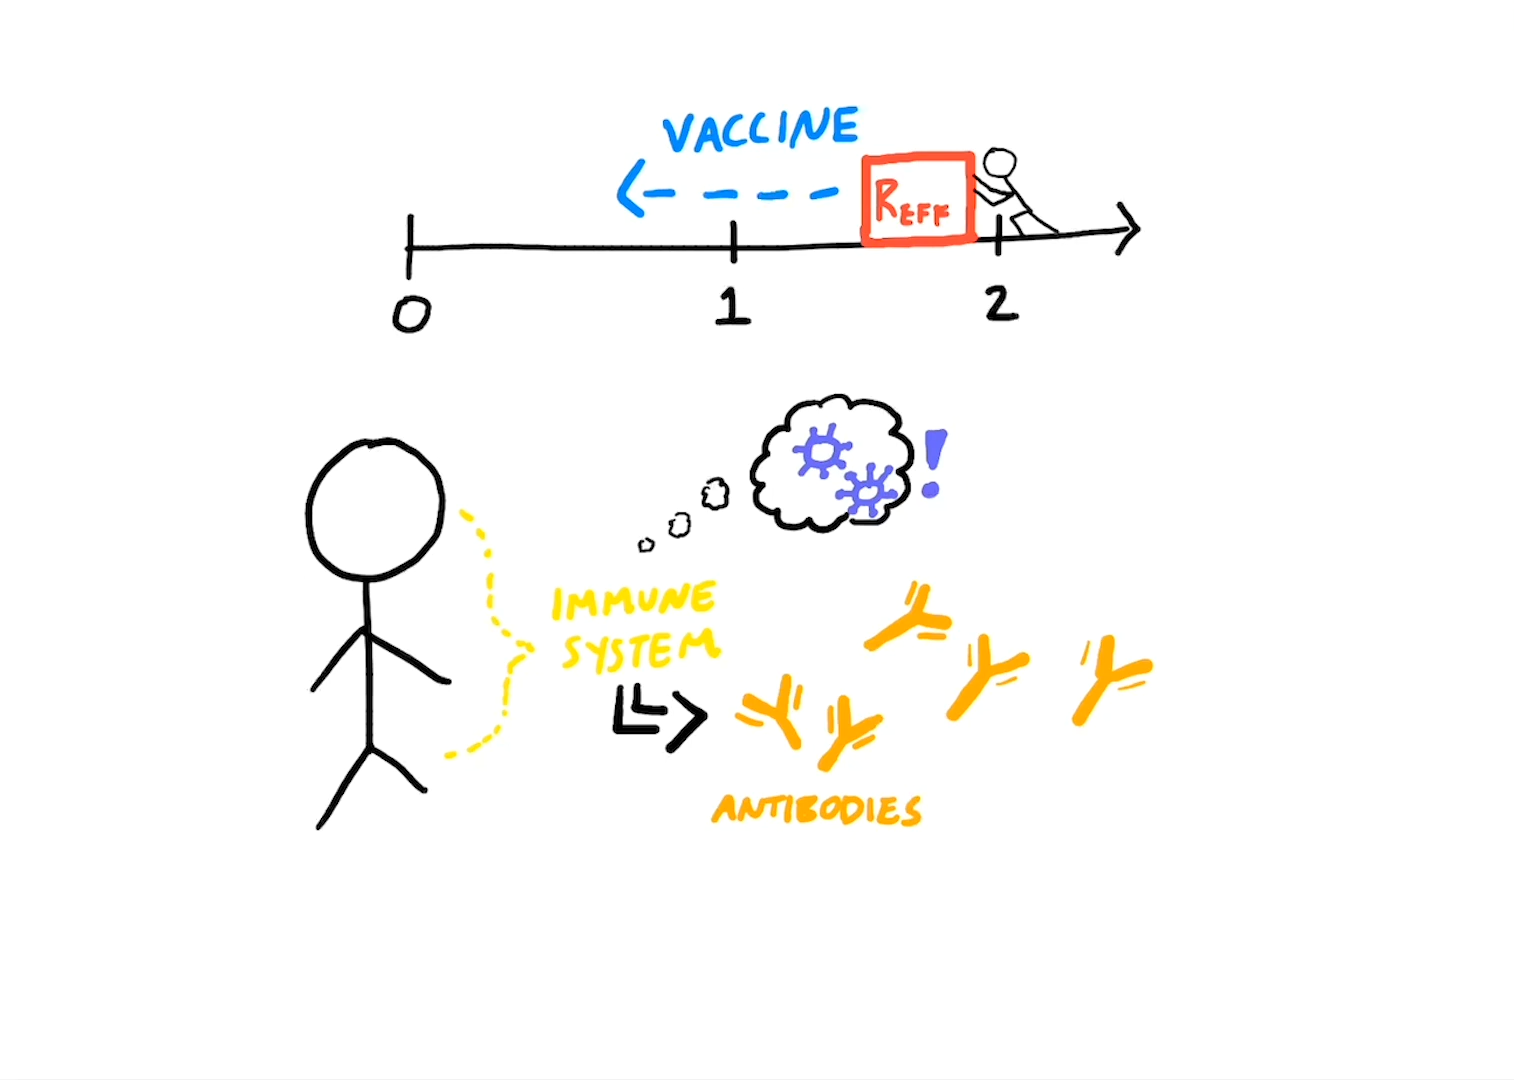 VACCINE
REFF
0 1 2
!
IMMUNE
SYSTEM
ANTIBODIES